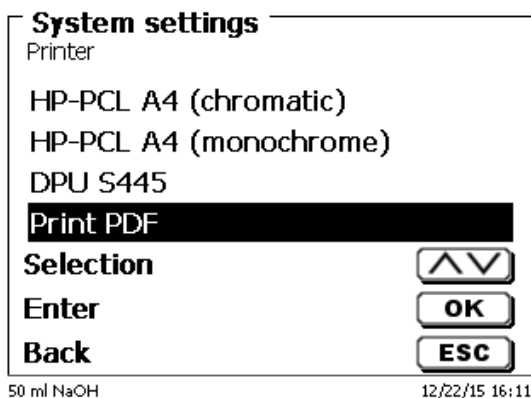 System settings
Printer
HP-PCL A4 (chromatic)
HP-PCL A4 (monochrome)
DPU S445
Print PDF
Selection
Enter OK
Back ESC
50 ml NaOH 12/22/15 16:11